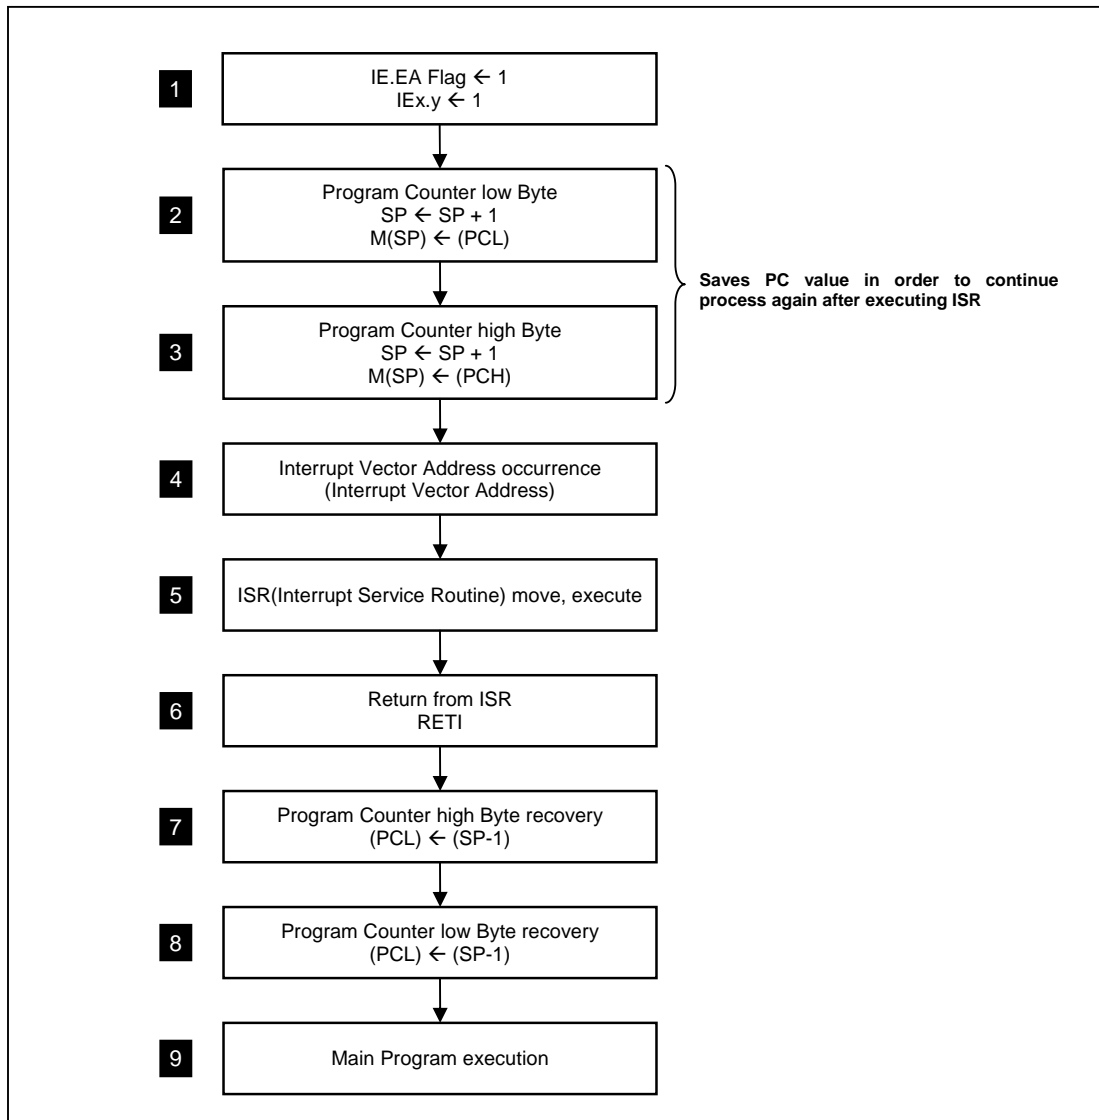 1
IE.EA Flag ← 1
IEx.y ← 1
2
Program Counter low Byte
SP ← SP + 1
M(SP) ← (PCL)
3
Program Counter high Byte
SP ← SP + 1
M(SP) ← (PCH)
Saves PC value in order to continue
process again after executing ISR
4
Interrupt Vector Address occurrence
(Interrupt Vector Address)
5
ISR(Interrupt Service Routine) move, execute
6
Return from ISR
RETI
7
Program Counter high Byte recovery
(PCL) ← (SP-1)
8
Program Counter low Byte recovery
(PCL) ← (SP-1)
9
Main Program execution